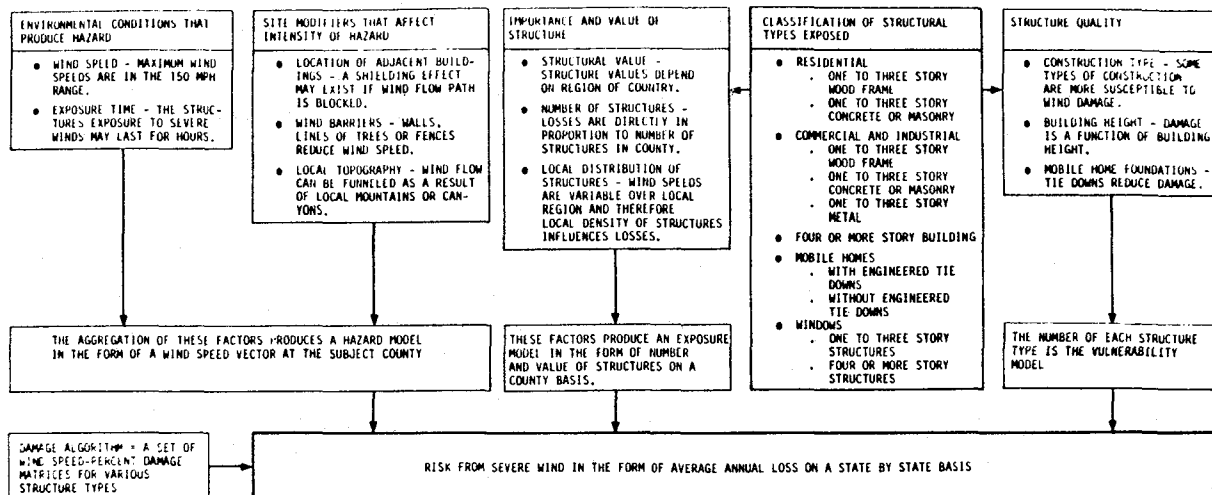 ENVIRONMENTAL CONDITIONS THAT
PRODUCE HAZARD
● WIND SPEED - MAXIMUM WIND
SPEEDS ARE IN THE 150 MPH
RANGE.
● EXPOSURE TIME - THE STRUC-
TURES EXPOSURE TO SEVERE
WINDS MAY LAST FOR HOURS.
SITE MODIFIERS THAT AFFECT
INTENSITY OF HAZARD
● LOCATION OF ADJACENT BUILD-
INGS - A SHIELDING EFFECT
MAY EXIST IF WIND FLOW PATH
IS BLOCKED.
● WIND BARRIERS - WALLS,
LINES OF TREES OR FENCES
REDUCE WIND SPEED.
● LOCAL TOPOGRAPHY - WIND FLOW
CAN BE FUNNELED AS A RESULT
OF LOCAL MOUNTAINS OR CAN-
YONS.
IMPORTANCE AND VALUE OF
STRUCTURE
● STRUCTURAL VALUE -
STRUCTURE VALUES DEPEND
ON REGION OF COUNTRY.
● NUMBER OF STRUCTURES -
LOSSES ARE DIRECTLY IN
PROPORTION TO NUMBER OF
STRUCTURES IN COUNTY.
● LOCAL DISTRIBUTION OF
STRUCTURES - WIND SPEEDS
ARE VARIABLE OVER LOCAL
REGION AND THEREFORE
LOCAL DENSITY OF STRUCTURES
INFLUENCES LOSSES.
CLASSIFICATION OF STRUCTURAL
TYPES EXPOSED
● RESIDENTIAL
. ONE TO THREE STORY
WOOD FRAME
. ONE TO THREE STORY
CONCRETE OR MASONRY
● COMMERCIAL AND INDUSTRIAL
. ONE TO THREE STORY
WOOD FRAME
. ONE TO THREE STORY
CONCRETE OR MASONRY
. ONE TO THREE STORY
METAL
● FOUR OR MORE STORY BUILDING
● MOBILE HOMES
. WITH ENGINEERED TIE
DOWNS
. WITHOUT ENGINEERED
TIE DOWNS
● WINDOWS
. ONE TO THREE STORY
STRUCTURES
. FOUR OR MORE STORY
STRUCTURES
STRUCTURE QUALITY
● CONSTRUCTION TYPE - SOME
TYPES OF CONSTRUCTION
ARE MORE SUSCEPTIBLE TO
WIND DAMAGE.
● BUILDING HEIGHT - DAMAGE
IS A FUNCTION OF BUILDING
HEIGHT.
● MOBILE HOME FOUNDATIONS -
TIE DOWNS REDUCE DAMAGE.
THE AGGREGATION OF THESE FACTORS PRODUCES A HAZARD MODEL
IN THE FORM OF A WIND SPEED VECTOR AT THE SUBJECT COUNTY
THESE FACTORS PRODUCE AN EXPOSURE
MODEL IN THE FORM OF NUMBER
AND VALUE OF STRUCTURES ON A
COUNTY BASIS.
THE NUMBER OF EACH STRUCTURE
TYPE IS THE VULNERABILITY
MODEL
DAMAGE ALGORITHM = A SET OF
WIND SPEED-PERCENT DAMAGE
MATRICES FOR VARIOUS
STRUCTURE TYPES
RISK FROM SEVERE WIND IN THE FORM OF AVERAGE ANNUAL LOSS ON A STATE BY STATE BASIS